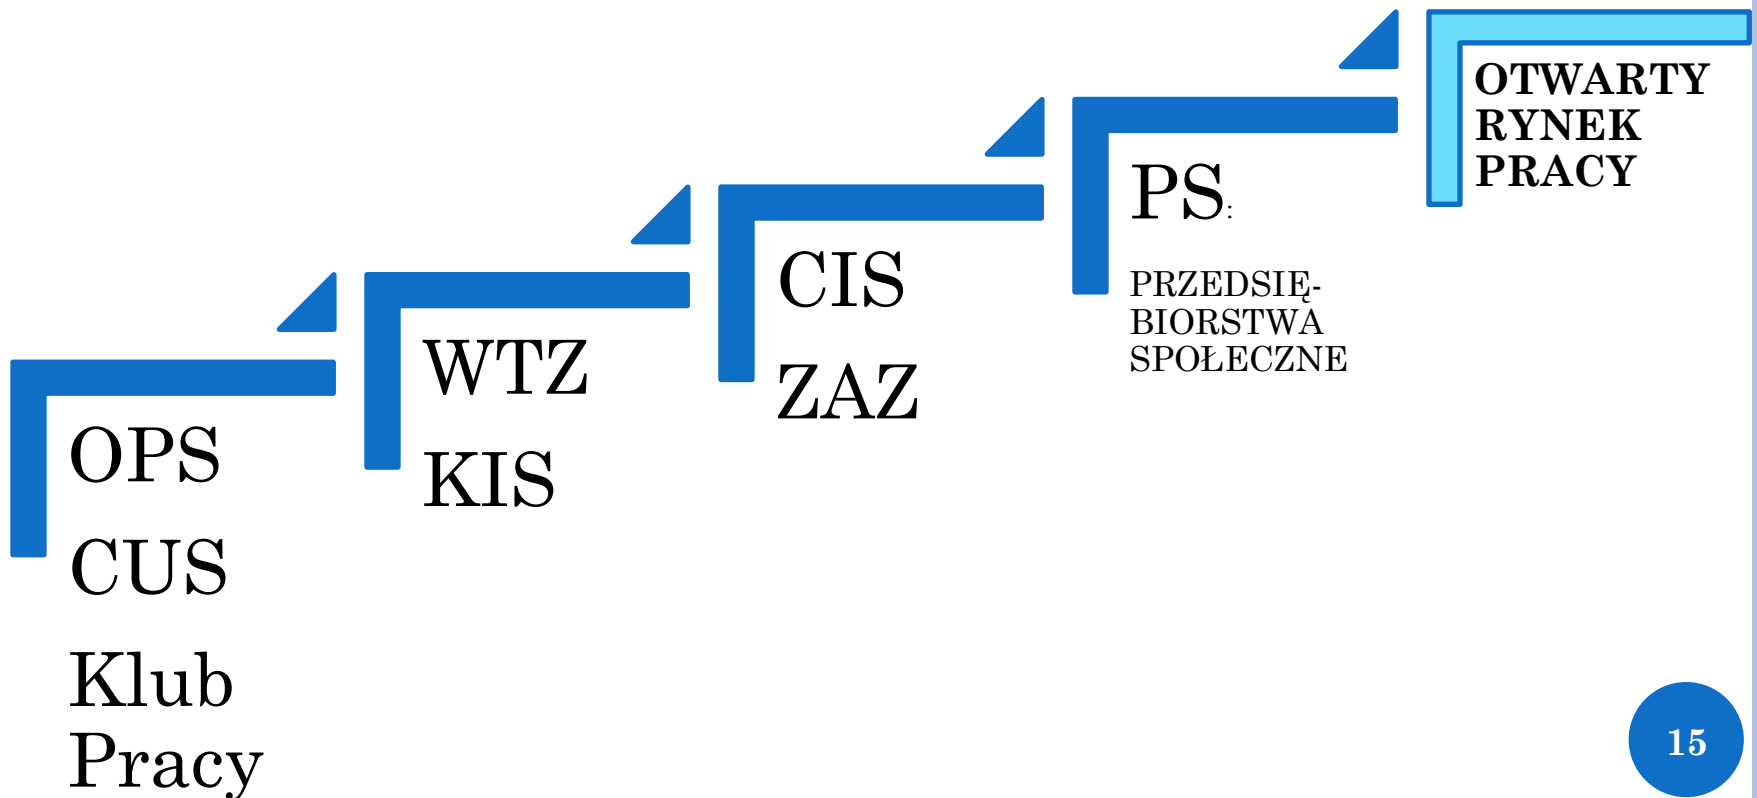 OPS
CUS
Klub
Pracy
WTZ
KIS
CIS
ZAZ
PS:
PRZEDSIĘ-
BIORSTWA
SPOŁECZNE
OTWARTY
RYNEK
PRACY
15